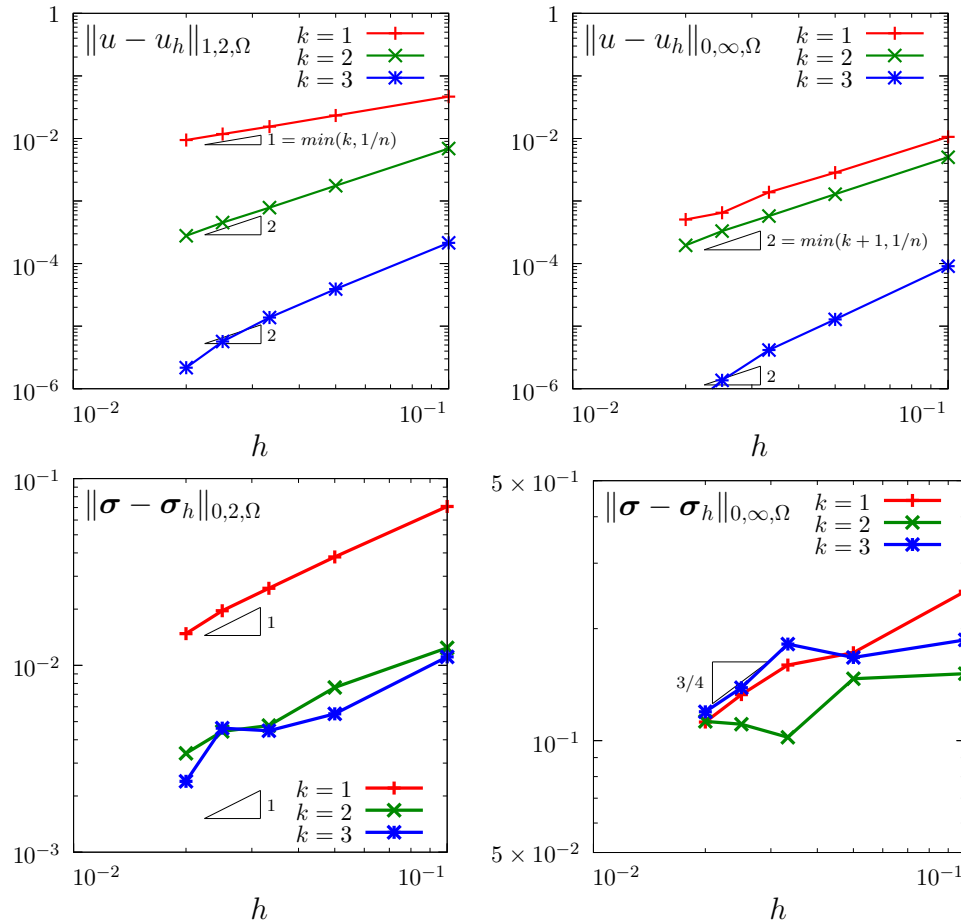 1
10⁻²
10⁻⁴
10⁻⁶
10⁻²
10⁻¹
h
‖u − u_h‖_{1,2,Ω}
k = 1
k = 2
k = 3
1 = min(k, 1/n)
2
2
1
10⁻²
10⁻⁴
10⁻⁶
10⁻²
10⁻¹
h
‖u − u_h‖_{0,∞,Ω}
k = 1
k = 2
k = 3
2 = min(k + 1, 1/n)
2
10⁻¹
10⁻²
10⁻³
10⁻²
10⁻¹
h
‖σ − σ_h‖_{0,2,Ω}
1
1
k = 1
k = 2
k = 3
5 × 10⁻¹
10⁻¹
5 × 10⁻²
10⁻²
10⁻¹
h
‖σ − σ_h‖_{0,∞,Ω}
k = 1
k = 2
k = 3
3/4